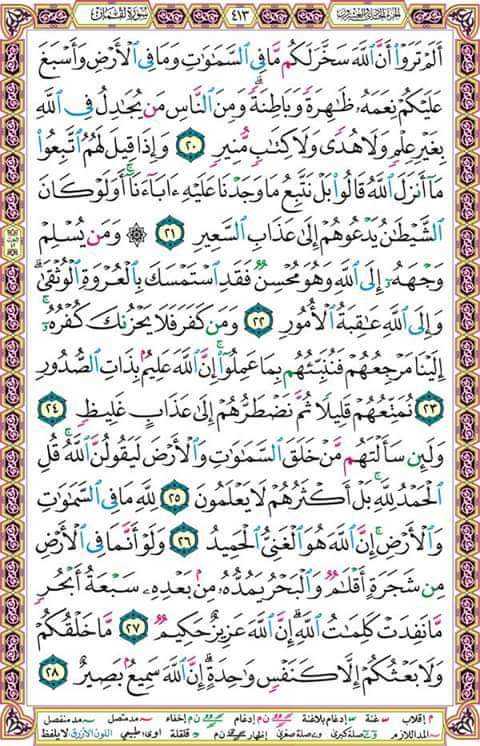 الجزء الحادي والعشرون
٤١٣
سورة لقمان
أَلَمْ تَرَوْا۟ أَنَّ ٱللَّهَ سَخَّرَ لَكُم مَّا فِى ٱلسَّمَٰوَٰتِ وَمَا فِى ٱلْأَرْضِ وَأَسْبَغَ
عَلَيْكُمْ نِعَمَهُۥ ظَٰهِرَةً وَبَاطِنَةً ۗ وَمِنَ ٱلنَّاسِ مَن يُجَٰدِلُ فِى ٱللَّهِ
بِغَيْرِ عِلْمٍ وَلَا هُدًى وَلَا كِتَٰبٍ مُّنِيرٍ ٢٠ وَإِذَا قِيلَ لَهُمُ ٱتَّبِعُوا۟
مَآ أَنزَلَ ٱللَّهُ قَالُوا۟ بَلْ نَتَّبِعُ مَا وَجَدْنَا عَلَيْهِ ءَابَآءَنَآ ۚ أَوَلَوْ كَانَ
ٱلشَّيْطَٰنُ يَدْعُوهُمْ إِلَىٰ عَذَابِ ٱلسَّعِيرِ ٢١ ۞ وَمَن يُسْلِمْ
وَجْهَهُۥٓ إِلَى ٱللَّهِ وَهُوَ مُحْسِنٌ فَقَدِ ٱسْتَمْسَكَ بِٱلْعُرْوَةِ ٱلْوُثْقَىٰ ۗ
وَإِلَى ٱللَّهِ عَٰقِبَةُ ٱلْأُمُورِ ٢٢ وَمَن كَفَرَ فَلَا يَحْزُنكَ كُفْرُهُۥٓ ۚ
إِلَيْنَا مَرْجِعُهُمْ فَنُنَبِّئُهُم بِمَا عَمِلُوٓا۟ ۚ إِنَّ ٱللَّهَ عَلِيمٌۢ بِذَاتِ ٱلصُّدُورِ
٢٣ نُمَتِّعُهُمْ قَلِيلًا ثُمَّ نَضْطَرُّهُمْ إِلَىٰ عَذَابٍ غَلِيظٍ ٢٤
وَلَئِن سَأَلْتَهُم مَّنْ خَلَقَ ٱلسَّمَٰوَٰتِ وَٱلْأَرْضَ لَيَقُولُنَّ ٱللَّهُ ۚ قُلِ
ٱلْحَمْدُ لِلَّهِ ۚ بَلْ أَكْثَرُهُمْ لَا يَعْلَمُونَ ٢٥ لِلَّهِ مَا فِى ٱلسَّمَٰوَٰتِ
وَٱلْأَرْضِ ۚ إِنَّ ٱللَّهَ هُوَ ٱلْغَنِىُّ ٱلْحَمِيدُ ٢٦ وَلَوْ أَنَّمَا فِى ٱلْأَرْضِ
مِن شَجَرَةٍ أَقْلَٰمٌ وَٱلْبَحْرُ يَمُدُّهُۥ مِنۢ بَعْدِهِۦ سَبْعَةُ أَبْحُرٍ
مَّا نَفِدَتْ كَلِمَٰتُ ٱللَّهِ ۗ إِنَّ ٱللَّهَ عَزِيزٌ حَكِيمٌ ٢٧ مَّا خَلْقُكُمْ
وَلَا بَعْثُكُمْ إِلَّا كَنَفْسٍ وَٰحِدَةٍ ۗ إِنَّ ٱللَّهَ سَمِيعٌۢ بَصِيرٌ ٢٨
م إقلاب غنة إدغام بلاغنة ن م إدغام ن م إخفاء مد متصل مد منفصل
المد اللازم صلة كبرى صلة صغرى إظهار ن م قلقلة اوى: طبيعي اللون الأزرق لا يلفظ